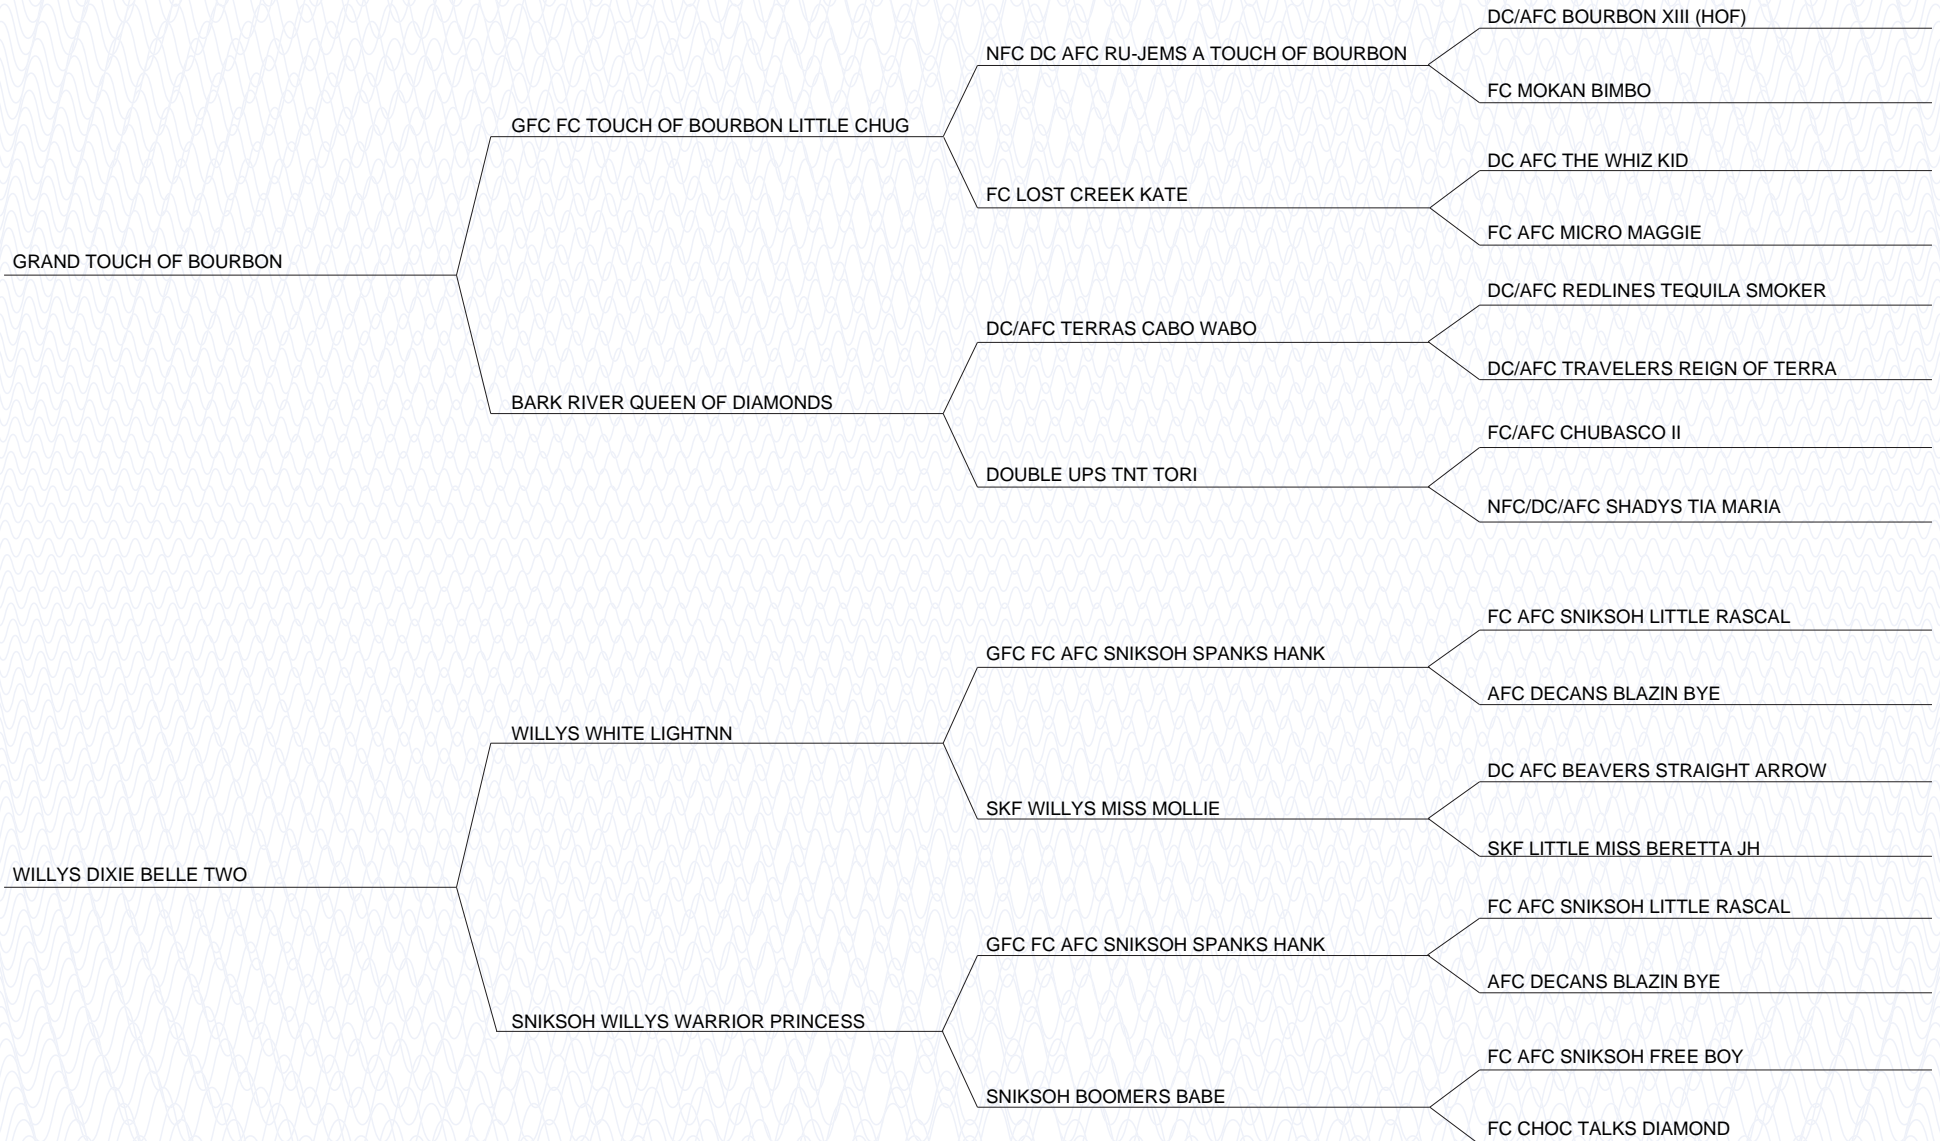 DC/AFC BOURBON XIII (HOF)
NFC DC AFC RU-JEMS A TOUCH OF BOURBON
FC MOKAN BIMBO
GFC FC TOUCH OF BOURBON LITTLE CHUG
DC AFC THE WHIZ KID
FC LOST CREEK KATE
FC AFC MICRO MAGGIE
GRAND TOUCH OF BOURBON
DC/AFC REDLINES TEQUILA SMOKER
DC/AFC TERRAS CABO WABO
DC/AFC TRAVELERS REIGN OF TERRA
BARK RIVER QUEEN OF DIAMONDS
FC/AFC CHUBASCO II
DOUBLE UPS TNT TORI
NFC/DC/AFC SHADYS TIA MARIA
FC AFC SNIKSOH LITTLE RASCAL
GFC FC AFC SNIKSOH SPANKS HANK
AFC DECANS BLAZIN BYE
WILLYS WHITE LIGHTNN
DC AFC BEAVERS STRAIGHT ARROW
SKF WILLYS MISS MOLLIE
SKF LITTLE MISS BERETTA JH
WILLYS DIXIE BELLE TWO
FC AFC SNIKSOH LITTLE RASCAL
GFC FC AFC SNIKSOH SPANKS HANK
AFC DECANS BLAZIN BYE
SNIKSOH WILLYS WARRIOR PRINCESS
FC AFC SNIKSOH FREE BOY
SNIKSOH BOOMERS BABE
FC CHOC TALKS DIAMOND